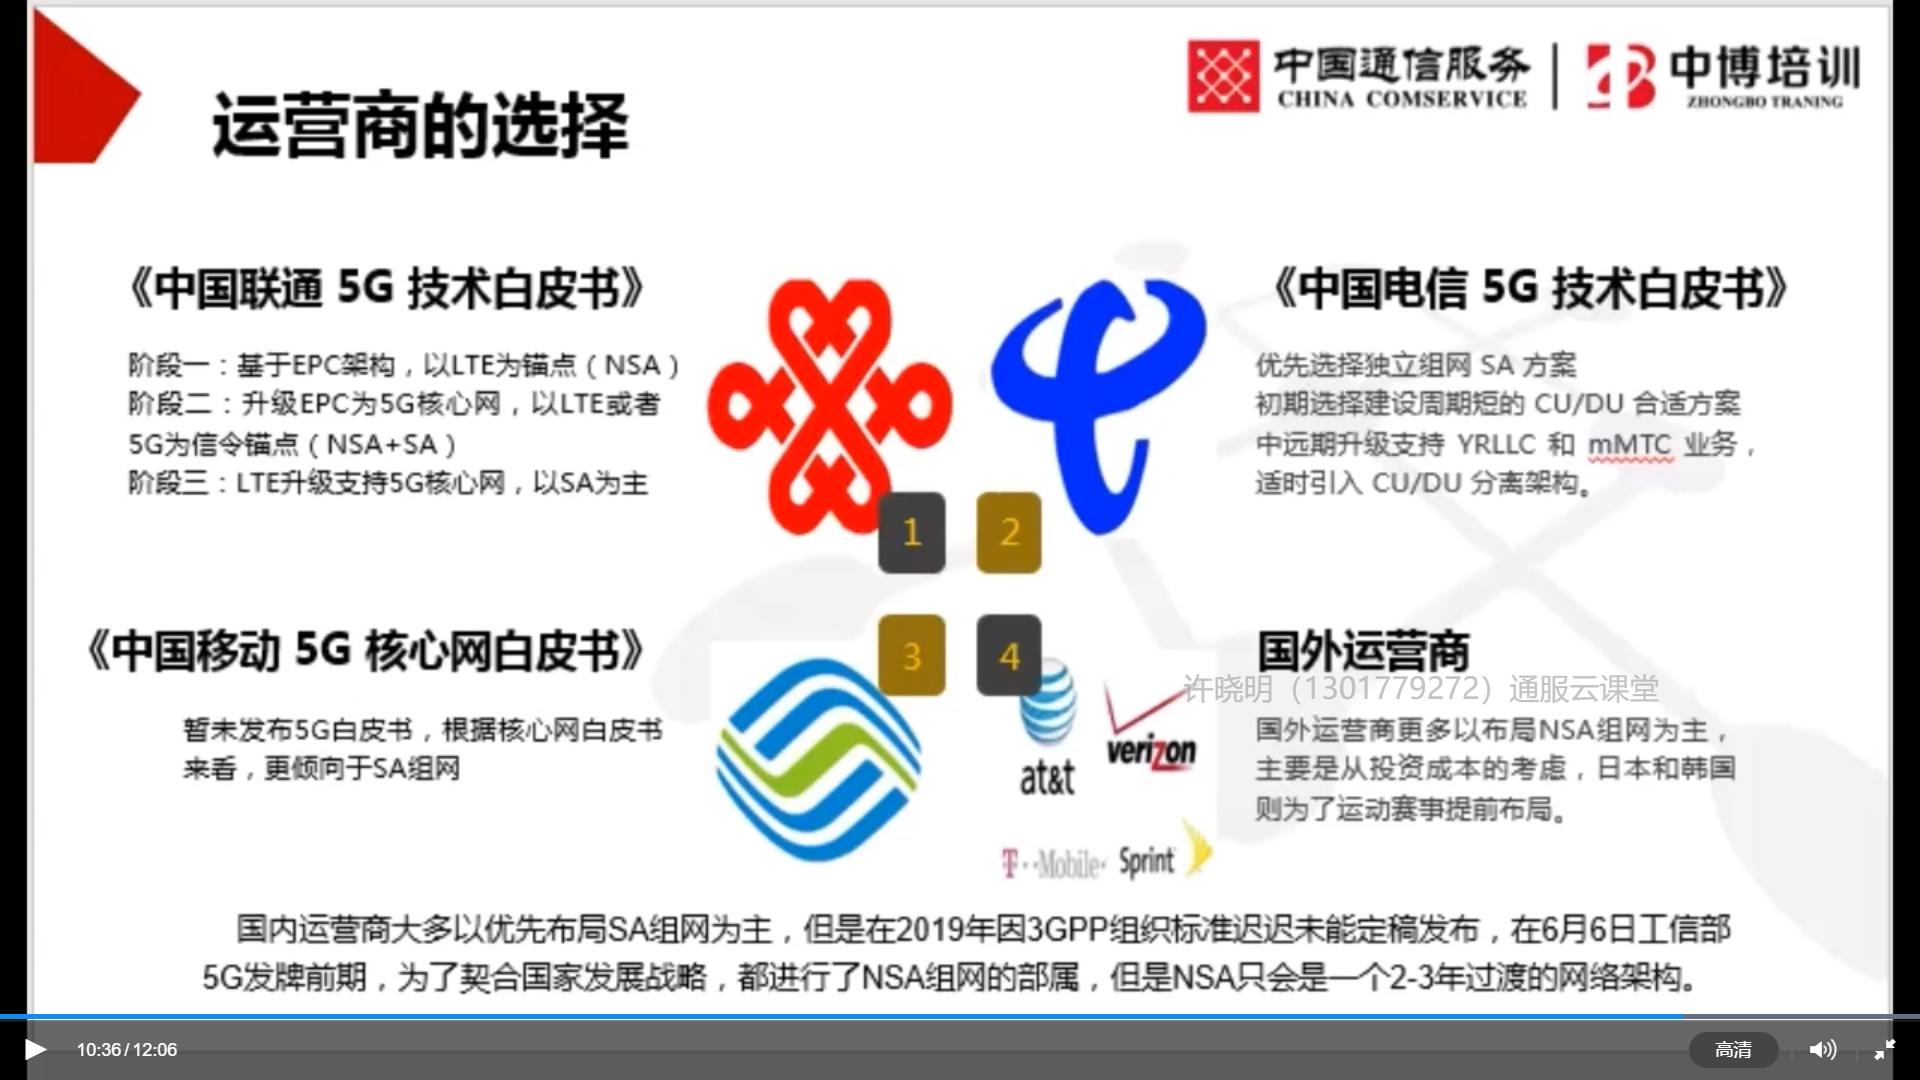 中国通信服务
CHINA COMSERVICE
中博培训
ZHONGBO TRANING
运营商的选择
《中国联通 5G 技术白皮书》
阶段一：基于EPC架构，以LTE为锚点（NSA）
阶段二：升级EPC为5G核心网，以LTE或者
5G为信令锚点（NSA+SA）
阶段三：LTE升级支持5G核心网，以SA为主
《中国电信 5G 技术白皮书》
优先选择独立组网 SA 方案
初期选择建设周期短的 CU/DU 合适方案
中远期升级支持 YRLLC 和 mMTC 业务，
适时引入 CU/DU 分离架构。
1
2
3
4
《中国移动 5G 核心网白皮书》
暂未发布5G白皮书，根据核心网白皮书
来看，更倾向于SA组网
at&t
verizon
T··Mobile·
Sprint
国外运营商
许晓明（1301779272）通服云课堂
国外运营商更多以布局NSA组网为主，
主要是从投资成本的考虑，日本和韩国
则为了运动赛事提前布局。
国内运营商大多以优先布局SA组网为主，但是在2019年因3GPP组织标准迟迟未能定稿发布，在6月6日工信部
5G发牌前期，为了契合国家发展战略，都进行了NSA组网的部属，但是NSA只会是一个2-3年过渡的网络架构。
10:36/12:06
高清